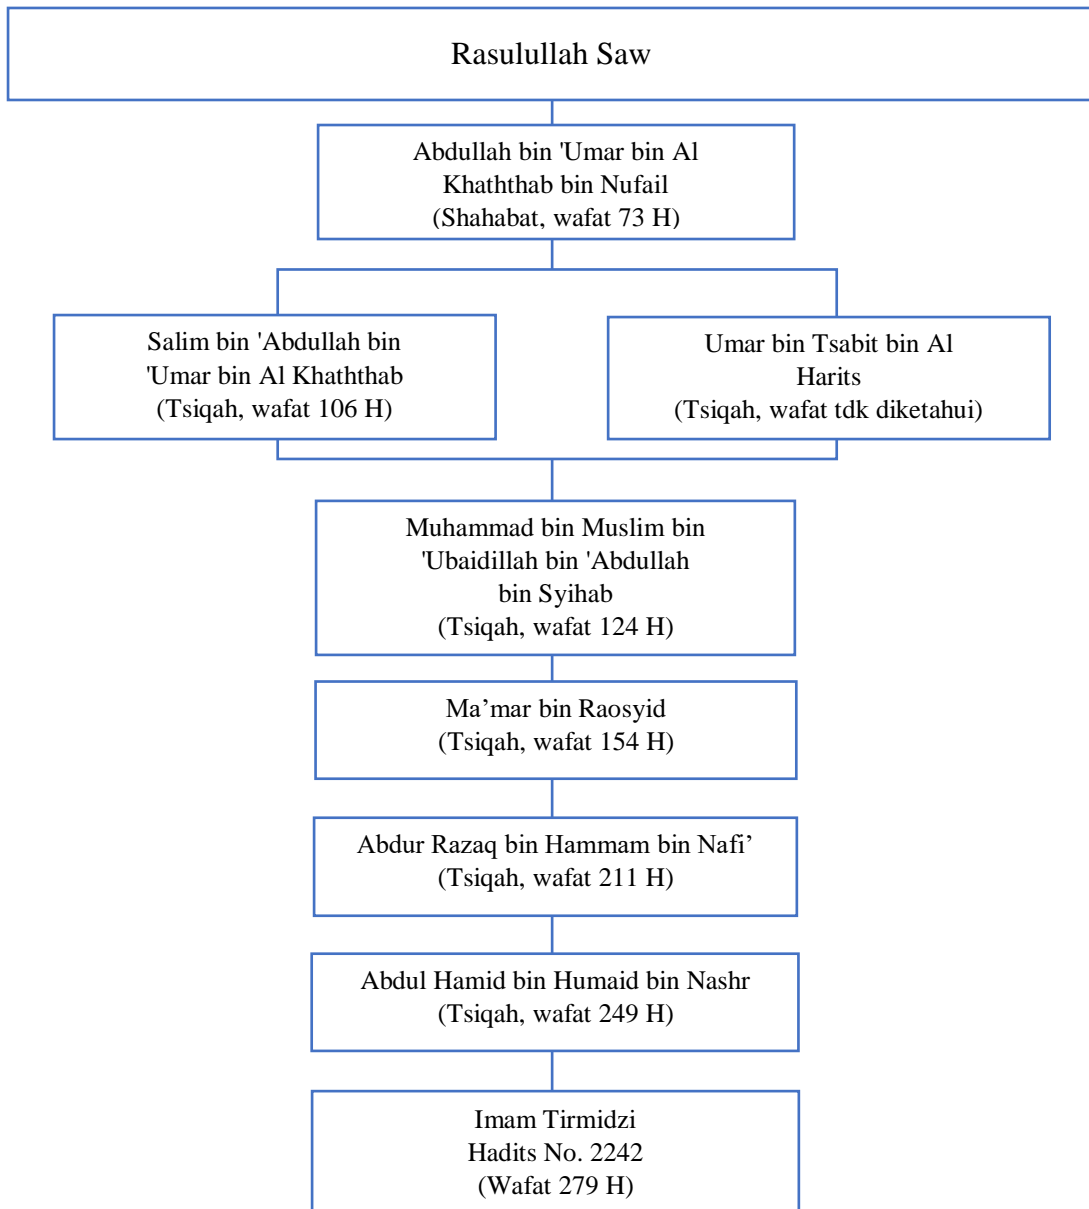 Rasulullah Saw
Abdullah bin 'Umar bin Al
Khaththab bin Nufail
(Shahabat, wafat 73 H)
Salim bin 'Abdullah bin
'Umar bin Al Khaththab
(Tsiqah, wafat 106 H)
Umar bin Tsabit bin Al
Harits
(Tsiqah, wafat tdk diketahui)
Muhammad bin Muslim bin
'Ubaidillah bin 'Abdullah
bin Syihab
(Tsiqah, wafat 124 H)
Ma’mar bin Raosyid
(Tsiqah, wafat 154 H)
Abdur Razaq bin Hammam bin Nafi’
(Tsiqah, wafat 211 H)
Abdul Hamid bin Humaid bin Nashr
(Tsiqah, wafat 249 H)
Imam Tirmidzi
Hadits No. 2242
(Wafat 279 H)